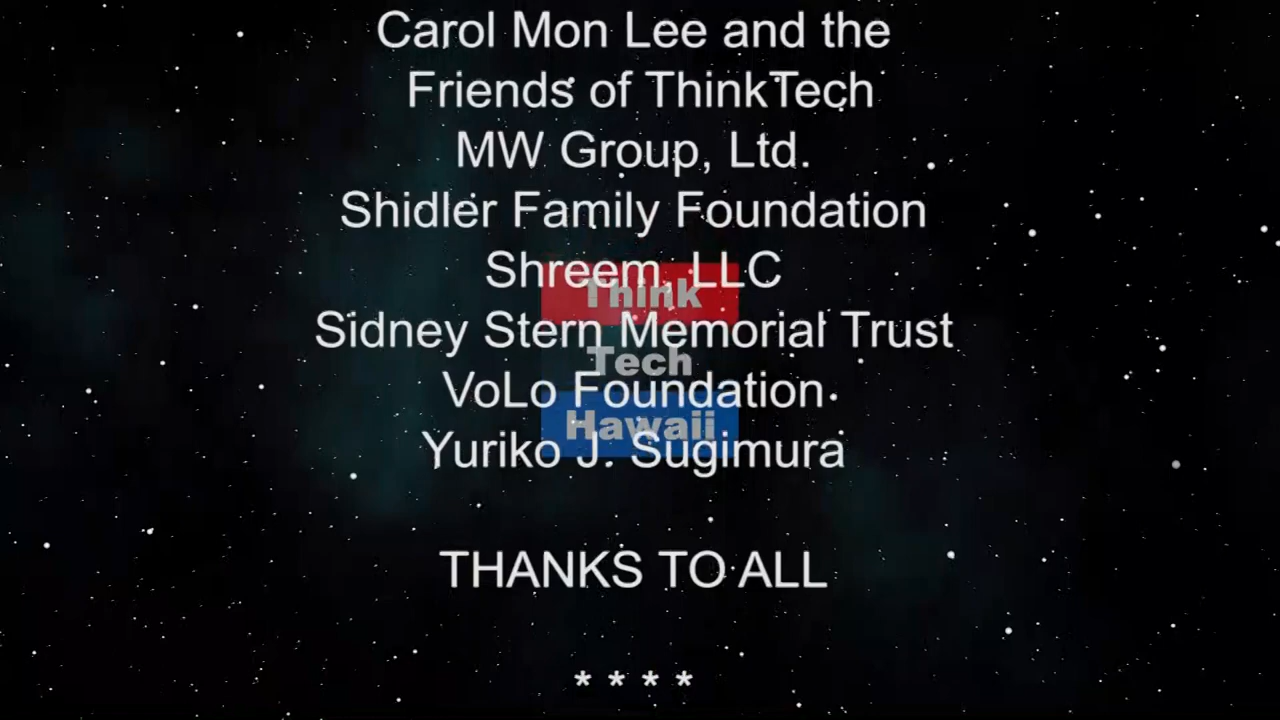 Carol Mon Lee and the
Friends of ThinkTech
MW Group, Ltd.
Shidler Family Foundation
Shreem, LLC
Think
Sidney Stern Memorial Trust
Tech
VoLo Foundation
Hawaii
Yuriko J. Sugimura
THANKS TO ALL
* * * *